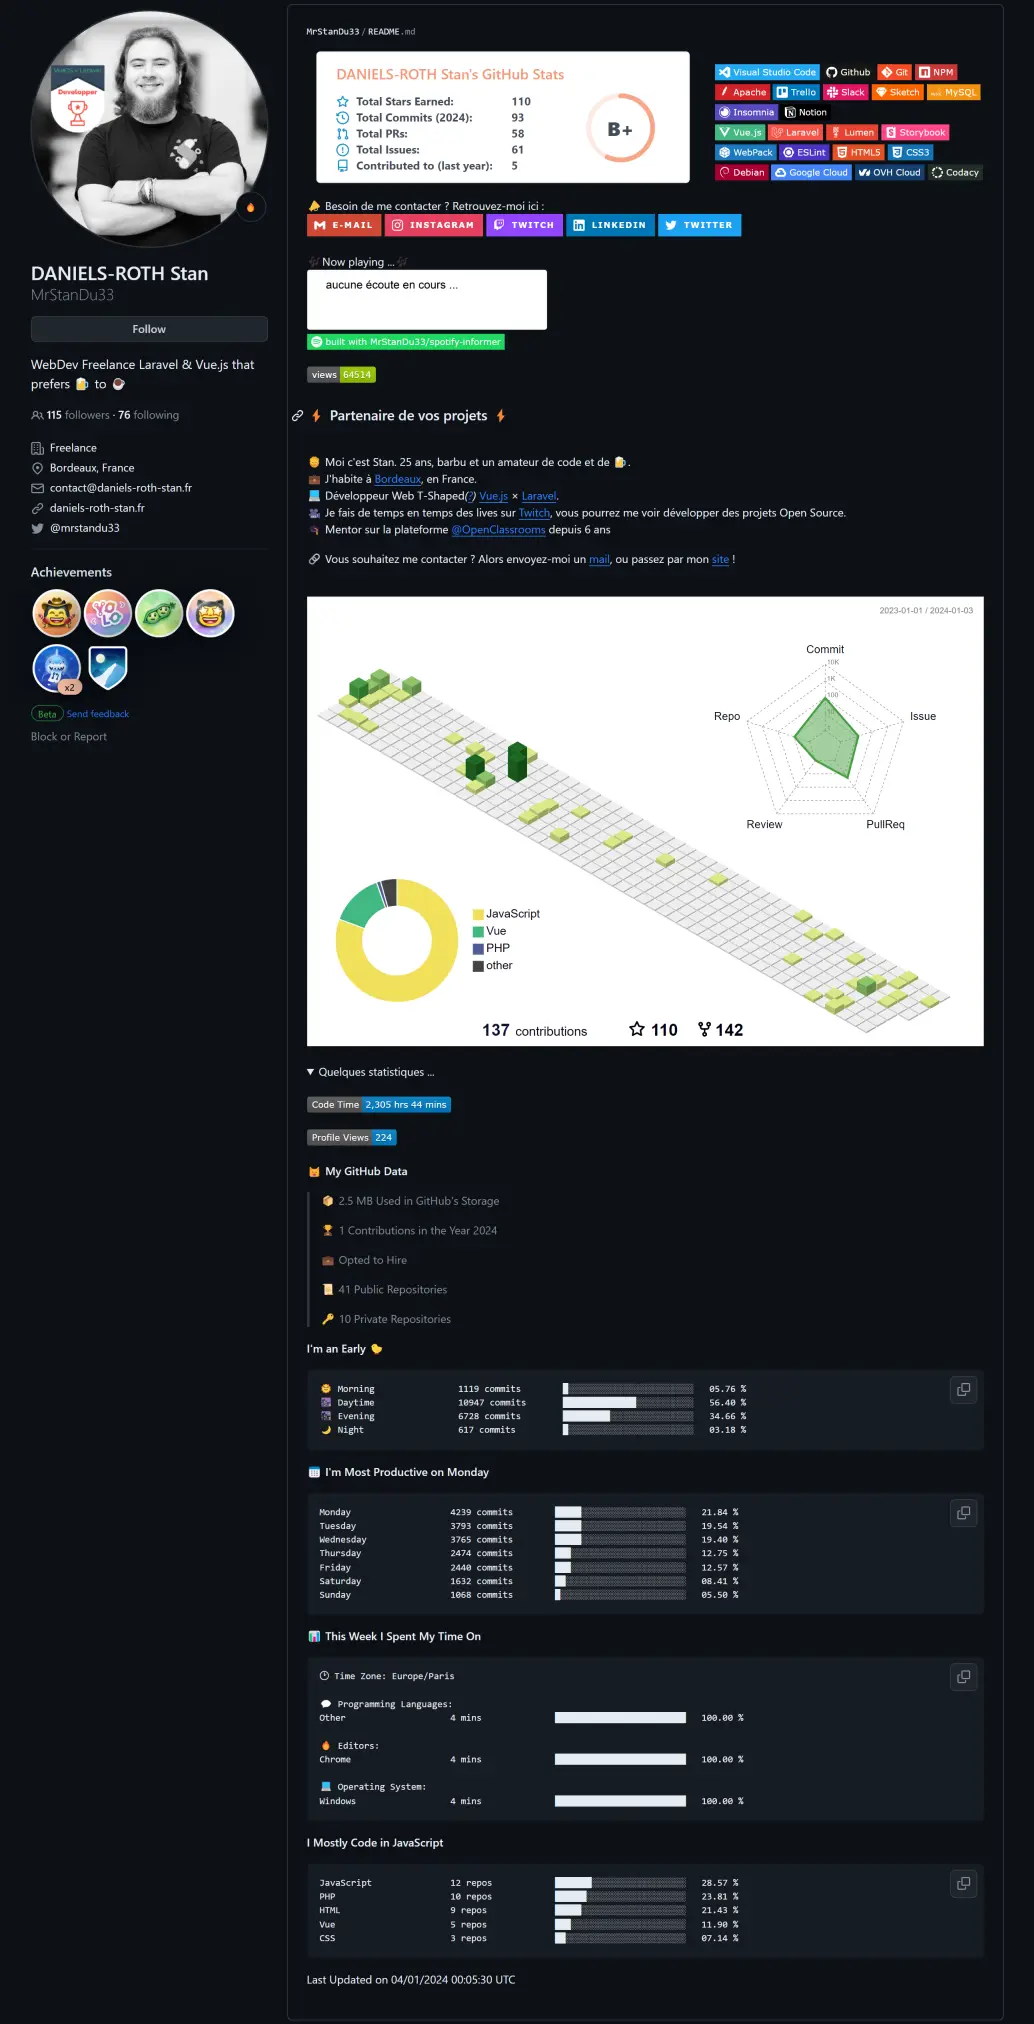 Developper
DANIELS-ROTH Stan
MrStanDu33
Follow
WebDev Freelance Laravel & Vue.js that
prefers 🍺 to ☕
115 followers · 76 following
Freelance
Bordeaux, France
contact@daniels-roth-stan.fr
daniels-roth-stan.fr
@mrstandu33
Achievements
YOLO
x2
Beta Send feedback
Block or Report
MrStanDu33 / README.md
DANIELS-ROTH Stan's GitHub Stats
Total Stars Earned: 110
Total Commits (2024): 93
Total PRs: 58
Total Issues: 61
Contributed to (last year): 5
B+
Visual Studio Code Github Git NPM
Apache Trello Slack Sketch MySQL
Insomnia Notion
Vue.js Laravel Lumen Storybook
WebPack ESLint HTML5 CSS3
Debian Google Cloud OVH Cloud Codacy
📣 Besoin de me contacter ? Retrouvez-moi ici :
E-MAIL INSTAGRAM TWITCH LINKEDIN TWITTER
🎶 Now playing ... 🎶
aucune écoute en cours ...
built with MrStanDu33/spotify-informer
views 64514
⚡ Partenaire de vos projets ⚡
Moi c'est Stan. 25 ans, barbu et un amateur de code et de 🍺.
💼 J'habite à Bordeaux, en France.
💻 Développeur Web T-Shaped(?) Vue.js × Laravel.
Je fais de temps en temps des lives sur Twitch, vous pourrez me voir développer des projets Open Source.
Mentor sur la plateforme @OpenClassrooms depuis 6 ans
🔗 Vous souhaitez me contacter ? Alors envoyez-moi un mail, ou passez par mon site !
2023-01-01 / 2024-01-03
Commit
10K
1K
100
Repo
Issue
Review
PullReq
JavaScript
Vue
PHP
other
137 contributions 110 142
▼ Quelques statistiques ...
Code Time 2,305 hrs 44 mins
Profile Views 224
🐱 My GitHub Data
📦 2.5 MB Used in GitHub's Storage
🏆 1 Contributions in the Year 2024
💼 Opted to Hire
📜 41 Public Repositories
🔑 10 Private Repositories
I'm an Early 🐤
🌞 Morning 1119 commits 05.76 %
🌆 Daytime 10947 commits 56.40 %
🌃 Evening 6728 commits 34.66 %
🌙 Night 617 commits 03.18 %
📅 I'm Most Productive on Monday
Monday 4239 commits 21.84 %
Tuesday 3793 commits 19.54 %
Wednesday 3765 commits 19.40 %
Thursday 2474 commits 12.75 %
Friday 2440 commits 12.57 %
Saturday 1632 commits 08.41 %
Sunday 1068 commits 05.50 %
📊 This Week I Spent My Time On
🕑︎ Time Zone: Europe/Paris
💬 Programming Languages:
Other 4 mins 100.00 %
🔥 Editors:
Chrome 4 mins 100.00 %
💻 Operating System:
Windows 4 mins 100.00 %
I Mostly Code in JavaScript
JavaScript 12 repos 28.57 %
PHP 10 repos 23.81 %
HTML 9 repos 21.43 %
Vue 5 repos 11.90 %
CSS 3 repos 07.14 %
Last Updated on 04/01/2024 00:05:30 UTC